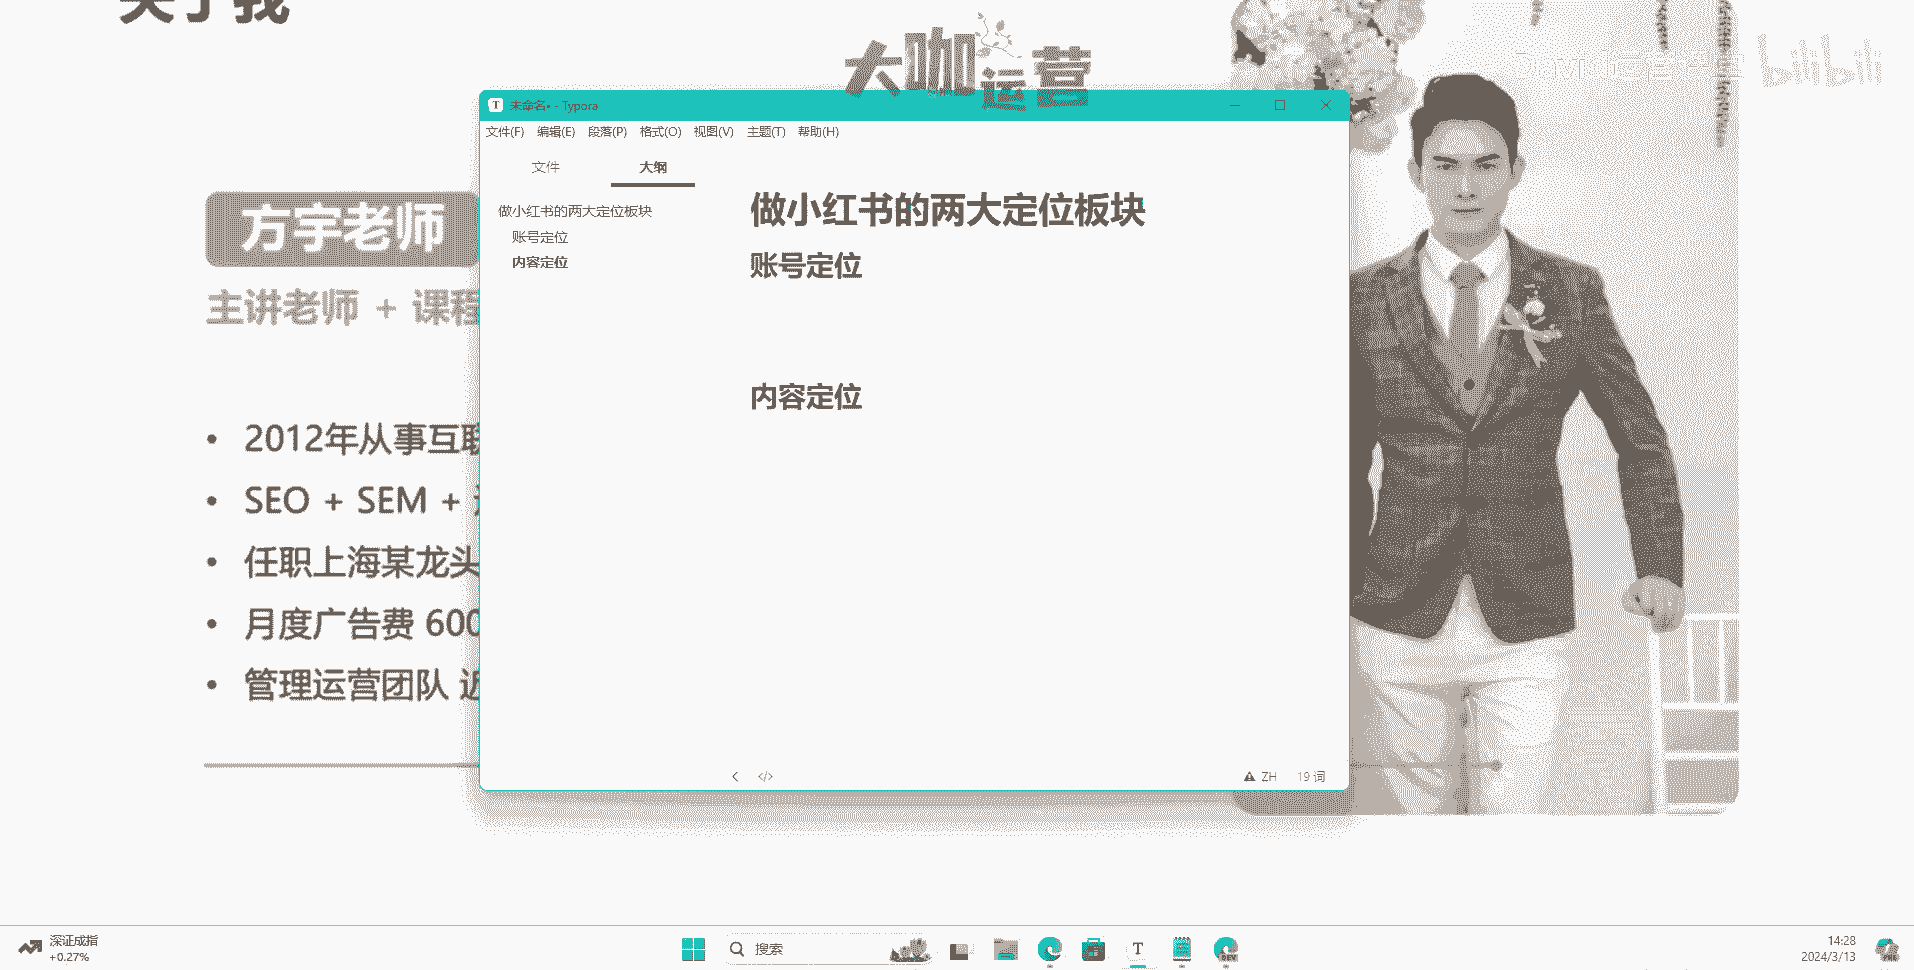 关于我
大咖运营
bilibili
未命名• - Typora
文件(F) 编辑(E) 段落(P) 格式(O) 视图(V) 主题(T) 帮助(H)
文件 大纲
做小红书的两大定位板块
账号定位
内容定位
做小红书的两大定位板块
账号定位
内容定位
方宇老师
主讲老师 + 课程
2012年从事互联
SEO + SEM +
任职上海某龙头
月度广告费 600
管理运营团队 近
ZH 19 词
深证成指
+0.27%
搜索
DEV
14:28
2024/3/13
PRE